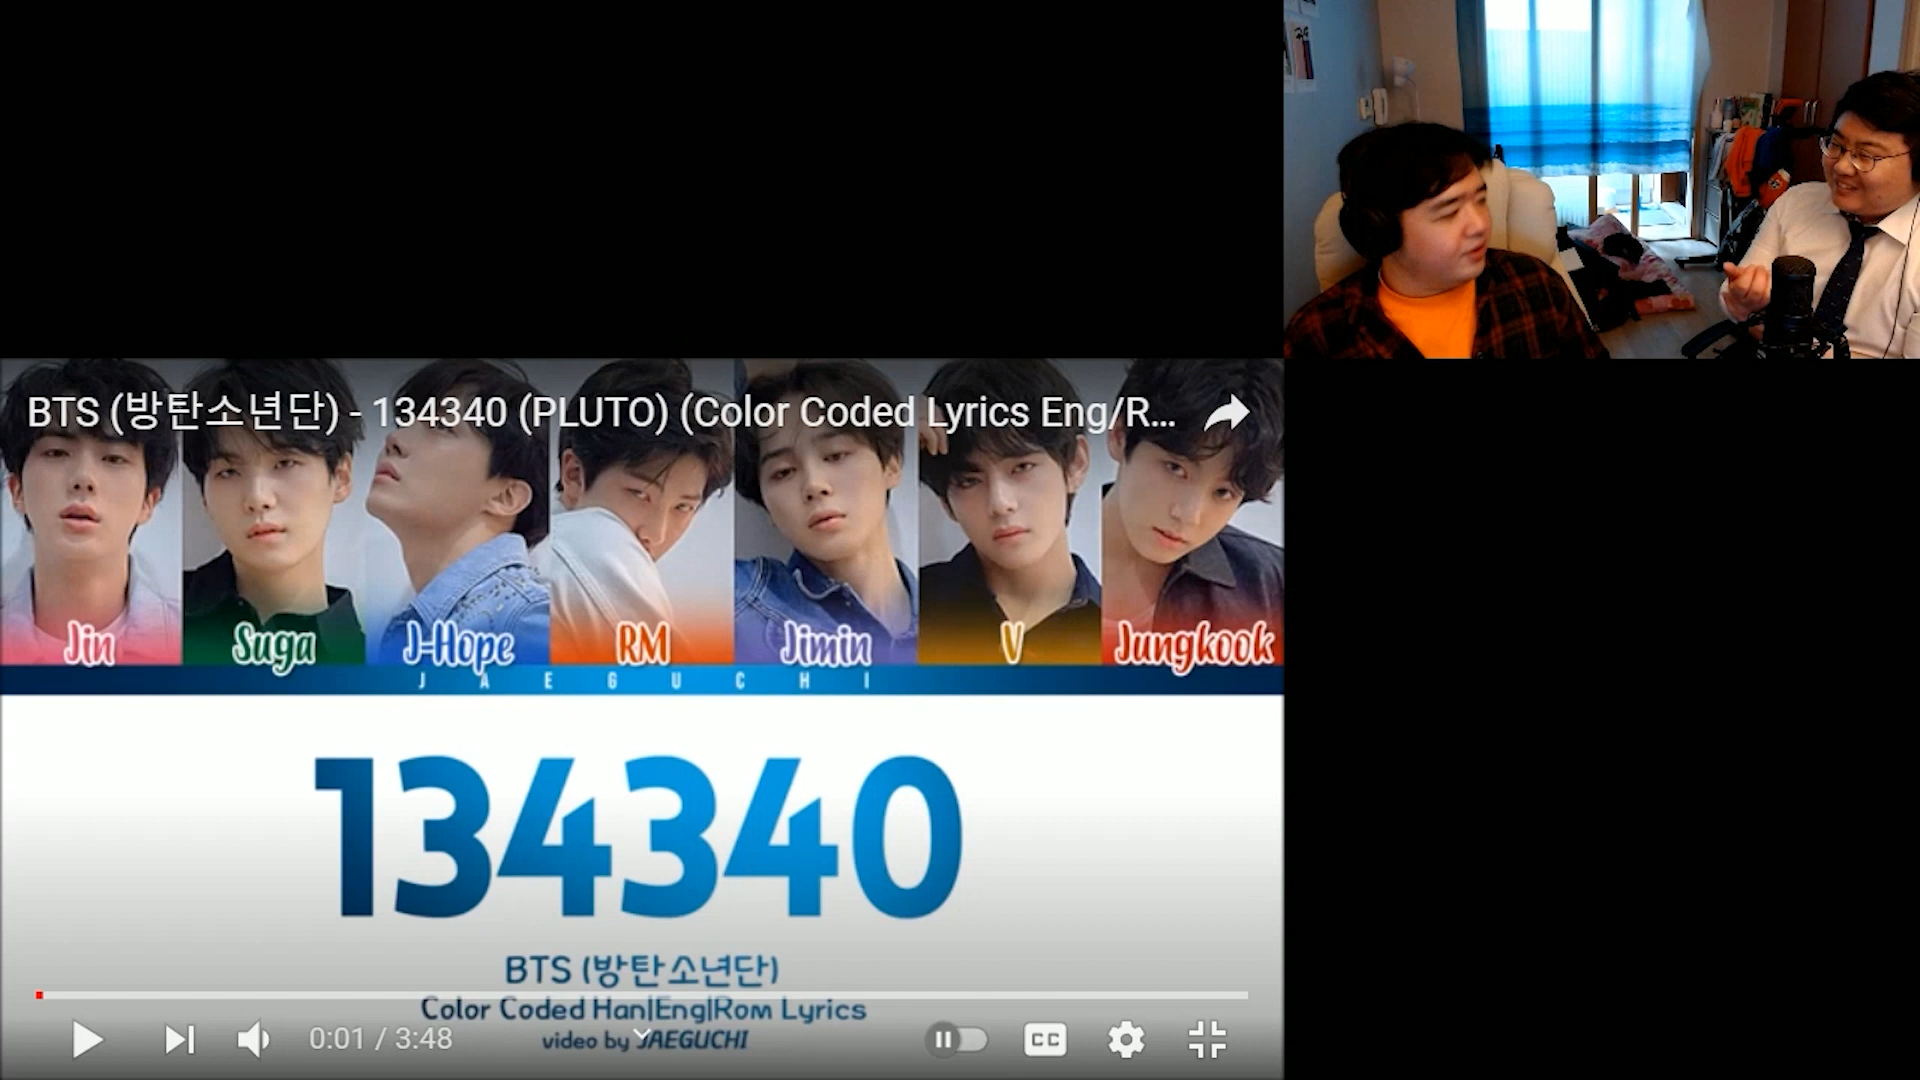 BTS (방탄소년단) - 134340 (PLUTO) (Color Coded Lyrics Eng/R...
Jin Suga J-Hope RM Jimin V Jungkook
JAEGUCHI
134340
BTS (방탄소년단)
Color Coded Han|Eng|Rom Lyrics
video by JAEGUCHI
0:01 / 3:48
CC